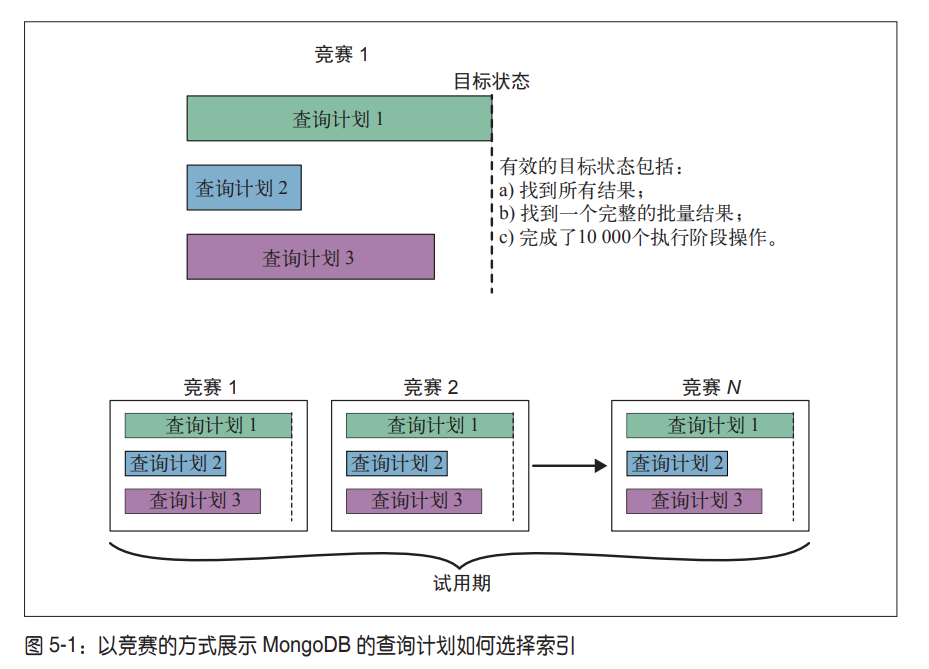 竞赛 1
目标状态
查询计划 1
查询计划 2
查询计划 3
有效的目标状态包括：
a) 找到所有结果；
b) 找到一个完整的批量结果；
c) 完成了10 000个执行阶段操作。
竞赛 1
查询计划 1
查询计划 2
查询计划 3
竞赛 2
查询计划 1
查询计划 2
查询计划 3
竞赛 N
查询计划 1
查询计划 2
查询计划 3
试用期
图 5-1：以竞赛的方式展示 MongoDB 的查询计划如何选择索引